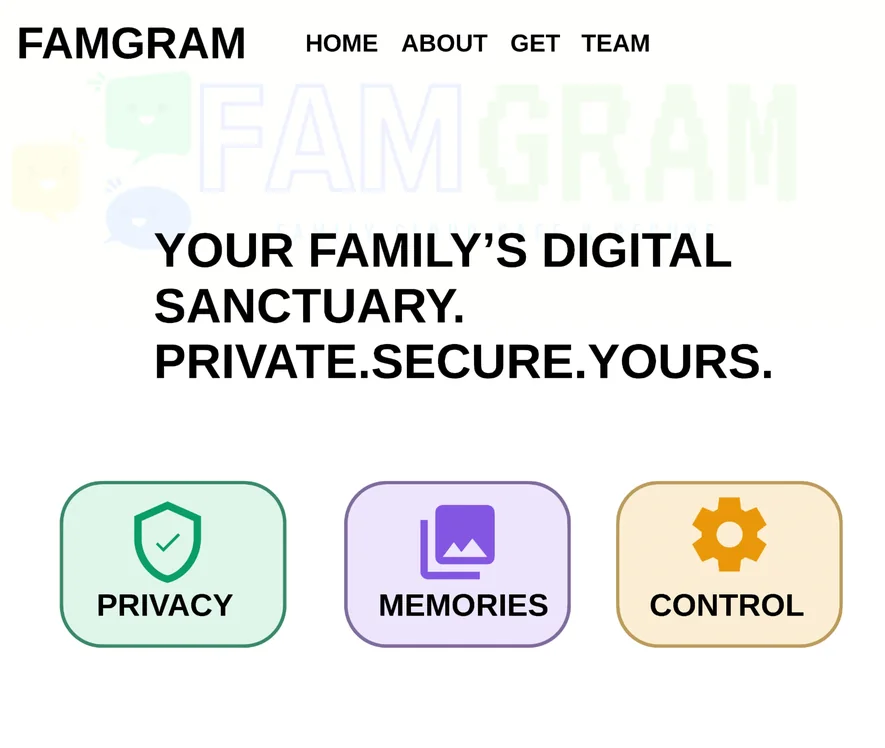 FAMGRAM
HOME ABOUT GET TEAM
FAMGRAM
YOUR FAMILY’S DIGITAL
SANCTUARY.
PRIVATE.SECURE.YOURS.
PRIVACY MEMORIES CONTROL